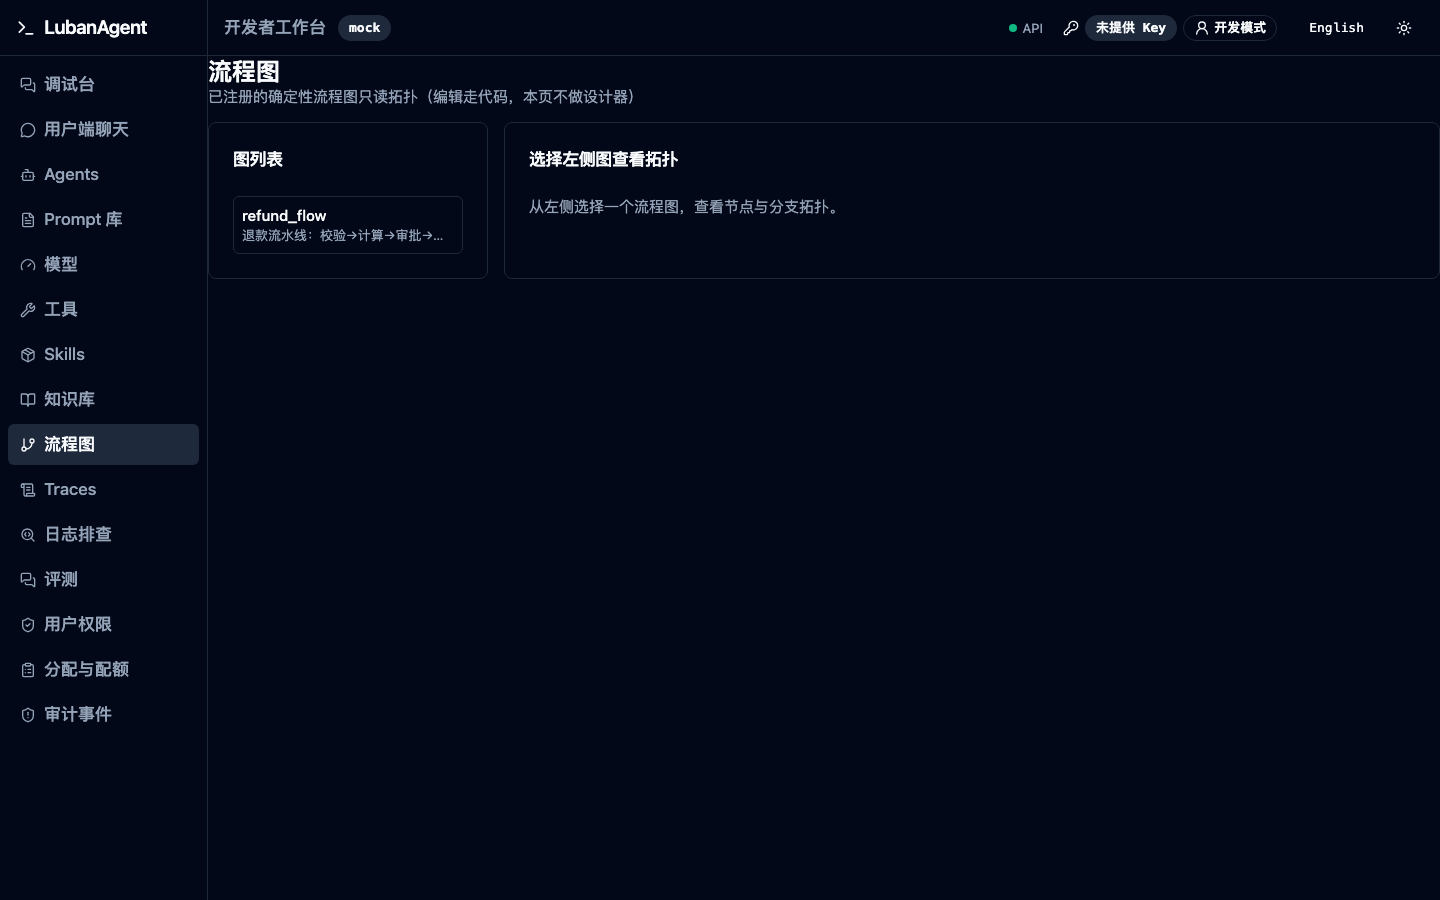 LubanAgent
开发者工作台 mock
API 未提供 Key 开发模式 English
调试台
用户端聊天
Agents
Prompt 库
模型
工具
Skills
知识库
流程图
Traces
日志排查
评测
用户权限
分配与配额
审计事件
流程图
已注册的确定性流程图只读拓扑（编辑走代码，本页不做设计器）
图列表
refund_flow
退款流水线：校验→计算→审批→...
选择左侧图查看拓扑
从左侧选择一个流程图，查看节点与分支拓扑。